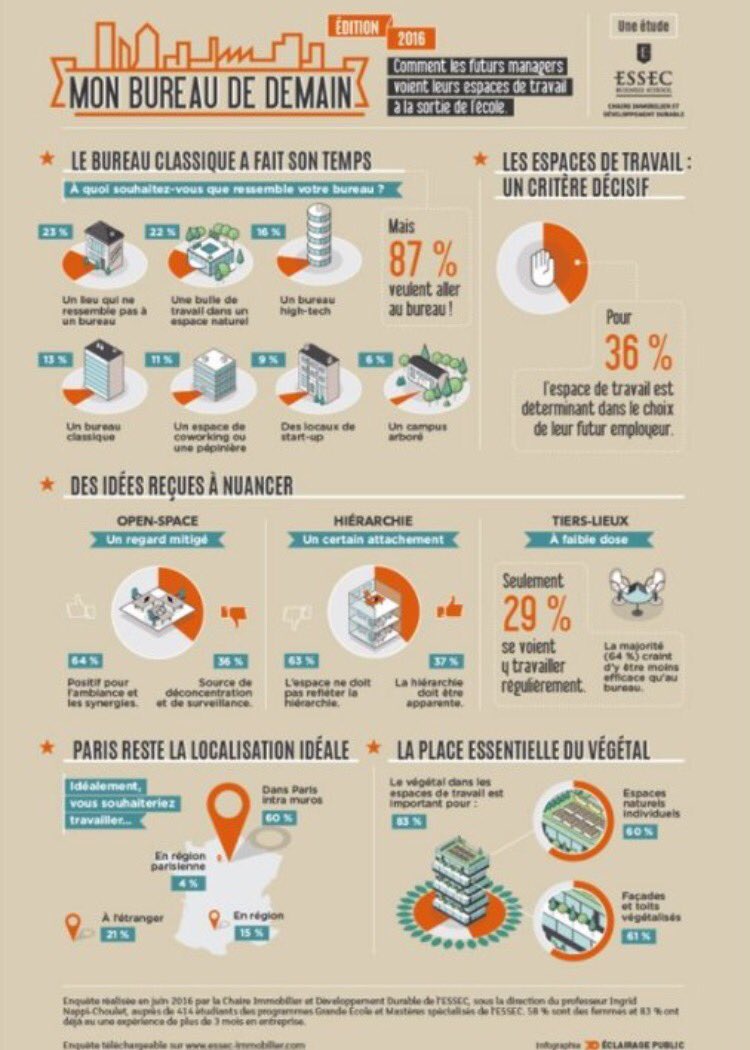 ÉDITION
2016
MON BUREAU DE DEMAIN
Comment les futurs managers
voient leurs espaces de travail
à la sortie de l'école.
Une étude
ESSEC
BUSINESS SCHOOL
CHAIRE IMMOBILIER ET
DÉVELOPPEMENT DURABLE
LE BUREAU CLASSIQUE A FAIT SON TEMPS
À quoi souhaitez-vous que ressemble votre bureau ?
23 %
Un lieu qui ne
ressemble pas à
un bureau
22 %
Une bulle de
travail dans un
espace naturel
16 %
Un bureau
high-tech
13 %
Un bureau
classique
11 %
Un espace de
coworking ou
une pépinière
9 %
Des locaux de
start-up
6 %
Un campus
arboré
Mais
87 %
veulent aller
au bureau !
LES ESPACES DE TRAVAIL :
UN CRITÈRE DÉCISIF
Pour
36 %
l'espace de travail est
déterminant dans le choix
de leur futur employeur.
DES IDÉES REÇUES À NUANCER
OPEN-SPACE
Un regard mitigé
64 %
Positif pour
l'ambiance et
les synergies.
36 %
Source de
déconcentration
et de surveillance.
HIÉRARCHIE
Un certain attachement
63 %
L'espace ne doit
pas refléter la
hiérarchie.
37 %
La hiérarchie
doit être
apparente.
TIERS-LIEUX
À faible dose
Seulement
29 %
se voient
y travailler
régulièrement.
La majorité
(64 %) craint
d'y être moins
efficace qu'au
bureau.
PARIS RESTE LA LOCALISATION IDÉALE
Idéalement,
vous souhaiteriez
travailler...
Dans Paris
intra muros
60 %
En région
parisienne
4 %
À l'étranger
21 %
En région
15 %
LA PLACE ESSENTIELLE DU VÉGÉTAL
Le végétal dans les
espaces de travail est
important pour :
83 %
Espaces
naturels
individuels
60 %
Façades
et toits
végétalisés
61 %
Enquête réalisée en juin 2016 par la Chaire Immobilier et Développement Durable de l'ESSEC, sous la direction du professeur Ingrid
Nappi-Choulet, auprès de 414 étudiants des programmes Grande École et Mastères spécialisés de l'ESSEC. 58 % sont des femmes et 83 % ont
déjà eu une expérience de plus de 3 mois en entreprise.
Enquête téléchargeable sur www.essec-immobilier.com
Infographie ÉCLAIRAGE PUBLIC